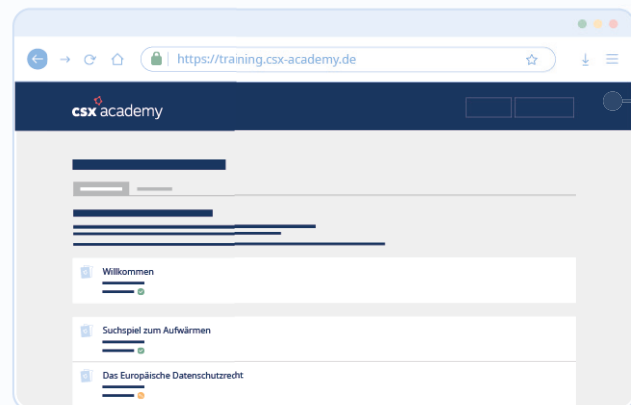 https://training.csx-academy.de
csx academy
Willkommen
Suchspiel zum Aufwärmen
Das Europäische Datenschutzrecht